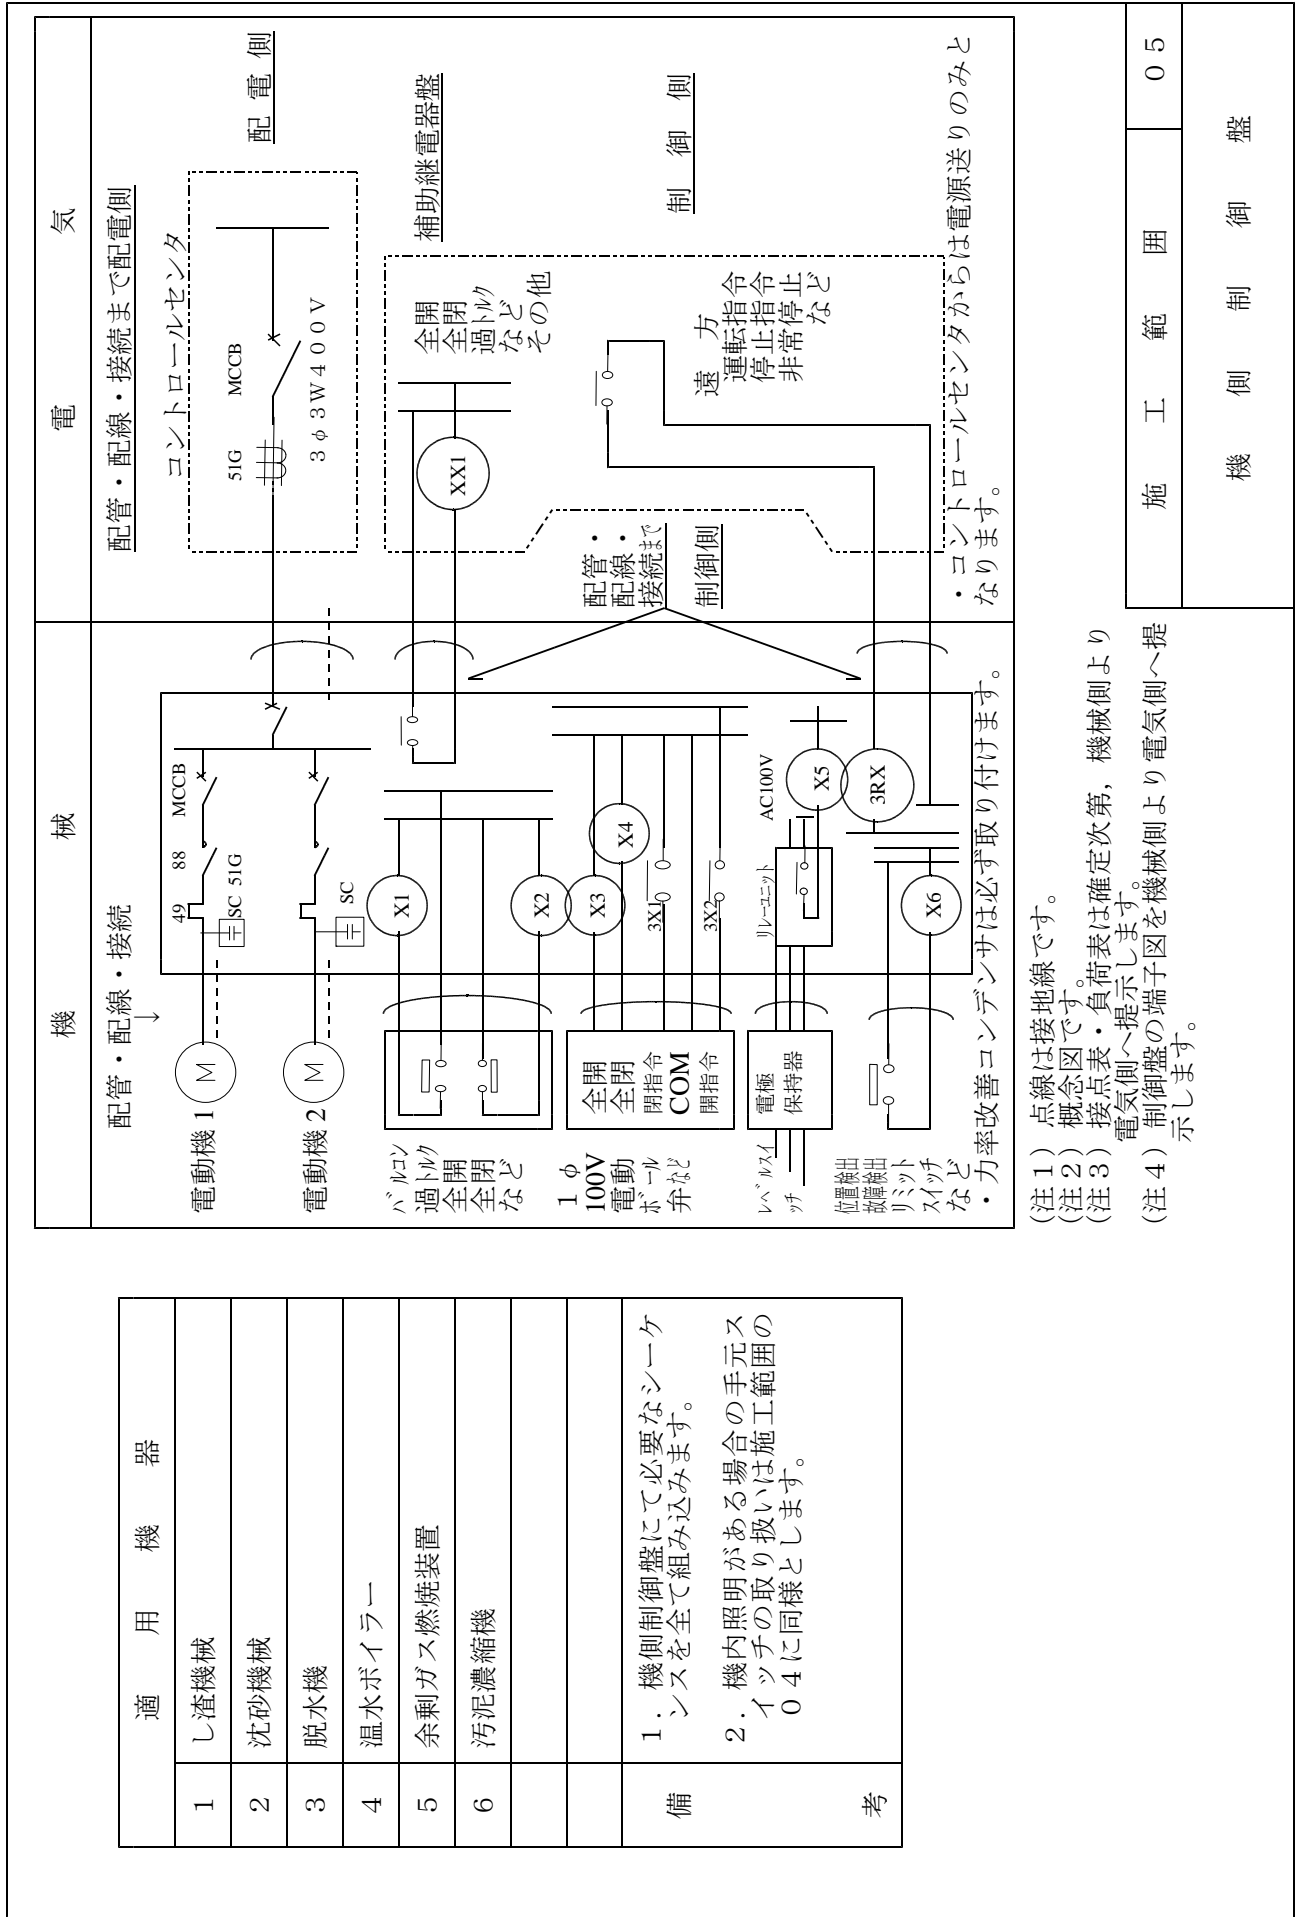 適用機器
1 し渣機械
2 沈砂機械
3 脱水機
4 温水ボイラー
5 余剰ガス燃焼装置
6 汚泥濃縮機
備考
1．機側制御盤にて必要なシーケ
ンスを全て組み込みます。
2．機内照明がある場合の手元ス
イッチの取り扱いは施工範囲の
０４に同様とします。
機械
電気
配管・配線・接続
↓
電動機1
M
49
88
MCCB
SC 51G
電動機2
M
SC
バルコン
過トルク
全開
全閉
など
X1
X2
１φ
100V
電動
ボール
弁など
全開
全閉
閉指令
COM
開指令
X3
X4
3X1
3X2
レベルスイ
ッチ
電極
保持器
リレーユニット
AC100V
X5
3RX
位置検出
故障検出
リミット
スイッチ
など
X6
・力率改善コンデンサは必ず取り付けます。
配管・配線・接続まで配電側
コントロールセンタ
配電側
51G
MCCB
３φ３Ｗ４００Ｖ
補助継電器盤
XX1
全開
全閉
過トルク
など
その他
配管・
配線・
接続まで
制御側
制御側
遠方
運転指令
停止指令
非常停止
など
・コントロールセンタからは電源送りのみと
なります。
（注１）点線は接地線です。
（注２）概念図です。
（注３）接点表・負荷表は確定次第，機械側より
電気側へ提示します。
（注４）制御盤の端子図を機械側より電気側へ提
示します。
施工範囲
０５
機側制御盤